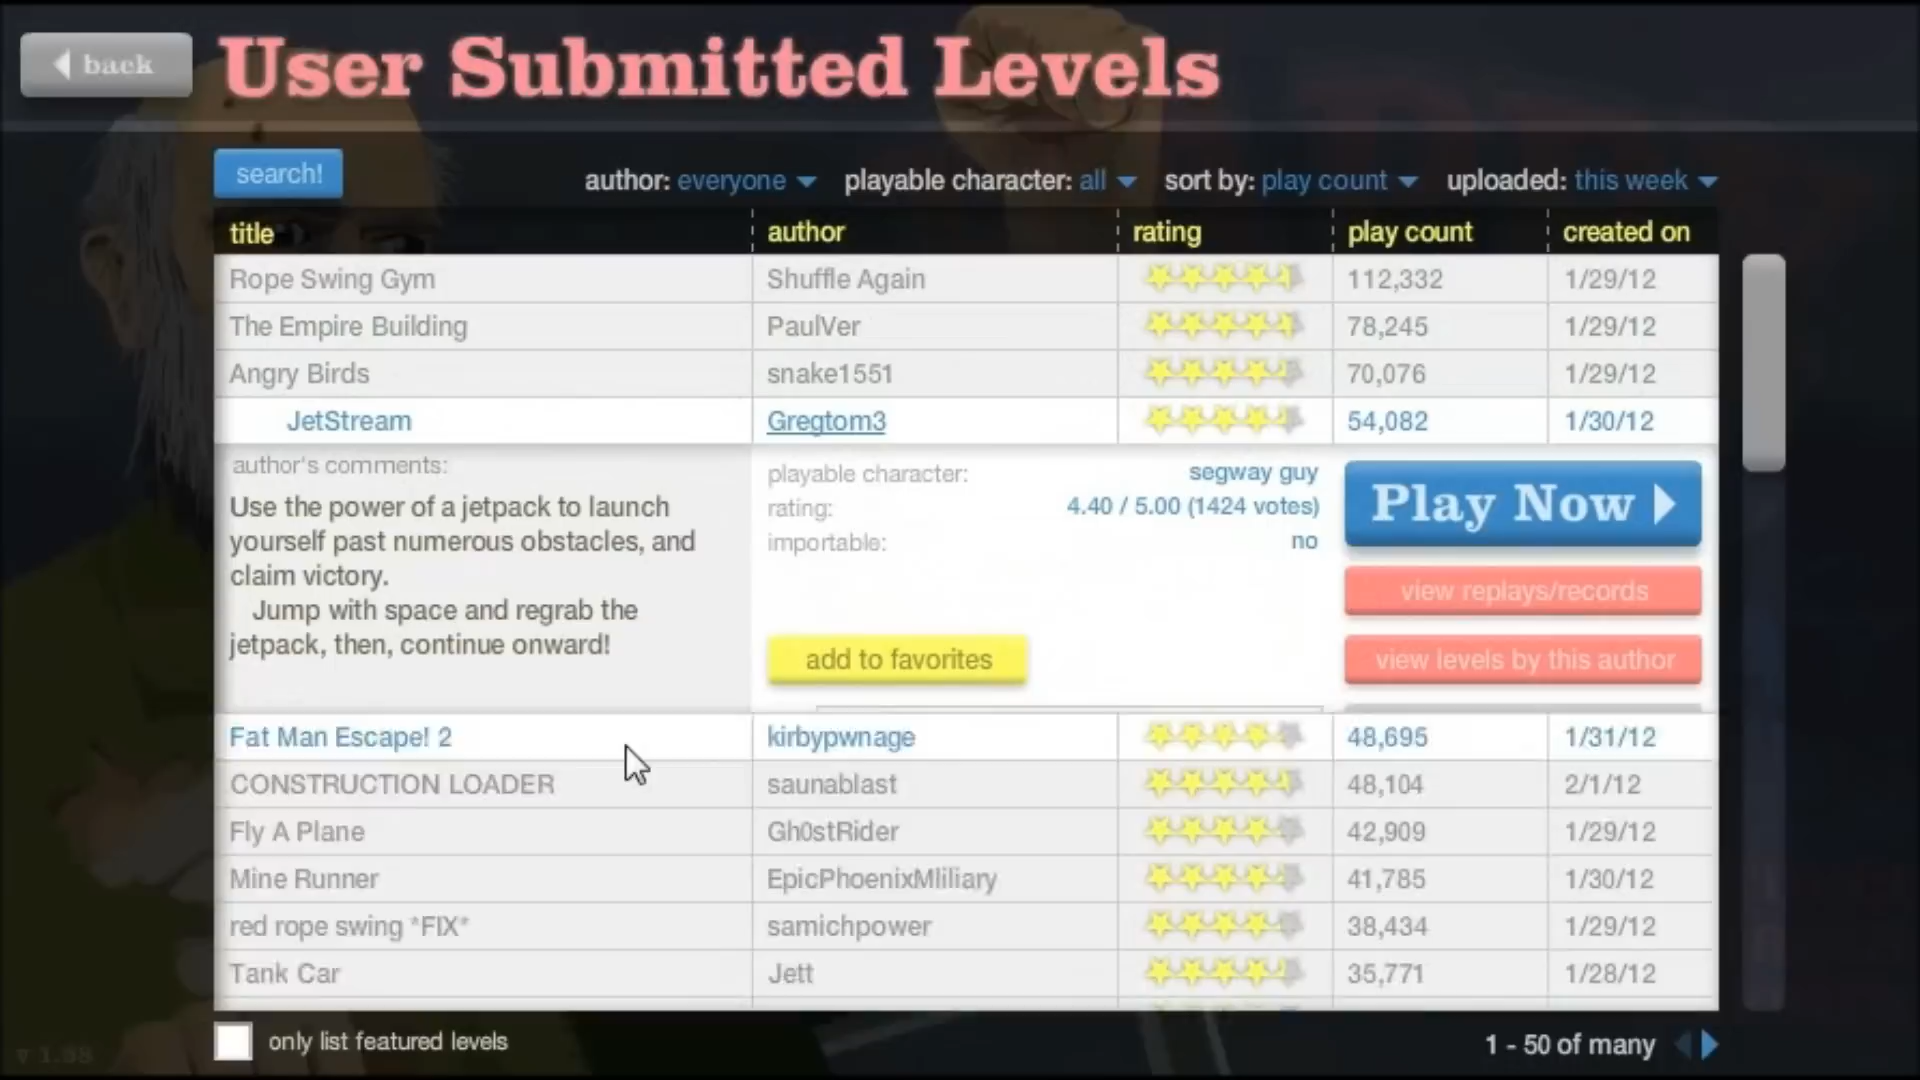 back
User Submitted Levels
search!
author: everyone playable character: all sort by: play count uploaded: this week
title author rating play count created on
Rope Swing Gym Shuffle Again 112,332 1/29/12
The Empire Building PaulVer 78,245 1/29/12
Angry Birds snake1551 70,076 1/29/12
JetStream Gregtom3 54,082 1/30/12
author's comments:
Use the power of a jetpack to launch
yourself past numerous obstacles, and
claim victory.
Jump with space and regrab the
jetpack, then, continue onward!
playable character: segway guy
rating: 4.40 / 5.00 (1424 votes)
importable: no
add to favorites
Play Now
view replays/records
view levels by this author
Fat Man Escape! 2 kirbypwnage 48,695 1/31/12
CONSTRUCTION LOADER saunablast 48,104 2/1/12
Fly A Plane Gh0stRider 42,909 1/29/12
Mine Runner EpicPhoenixMliliary 41,785 1/30/12
red rope swing *FIX* samichpower 38,434 1/29/12
Tank Car Jett 35,771 1/28/12
only list featured levels
1 - 50 of many